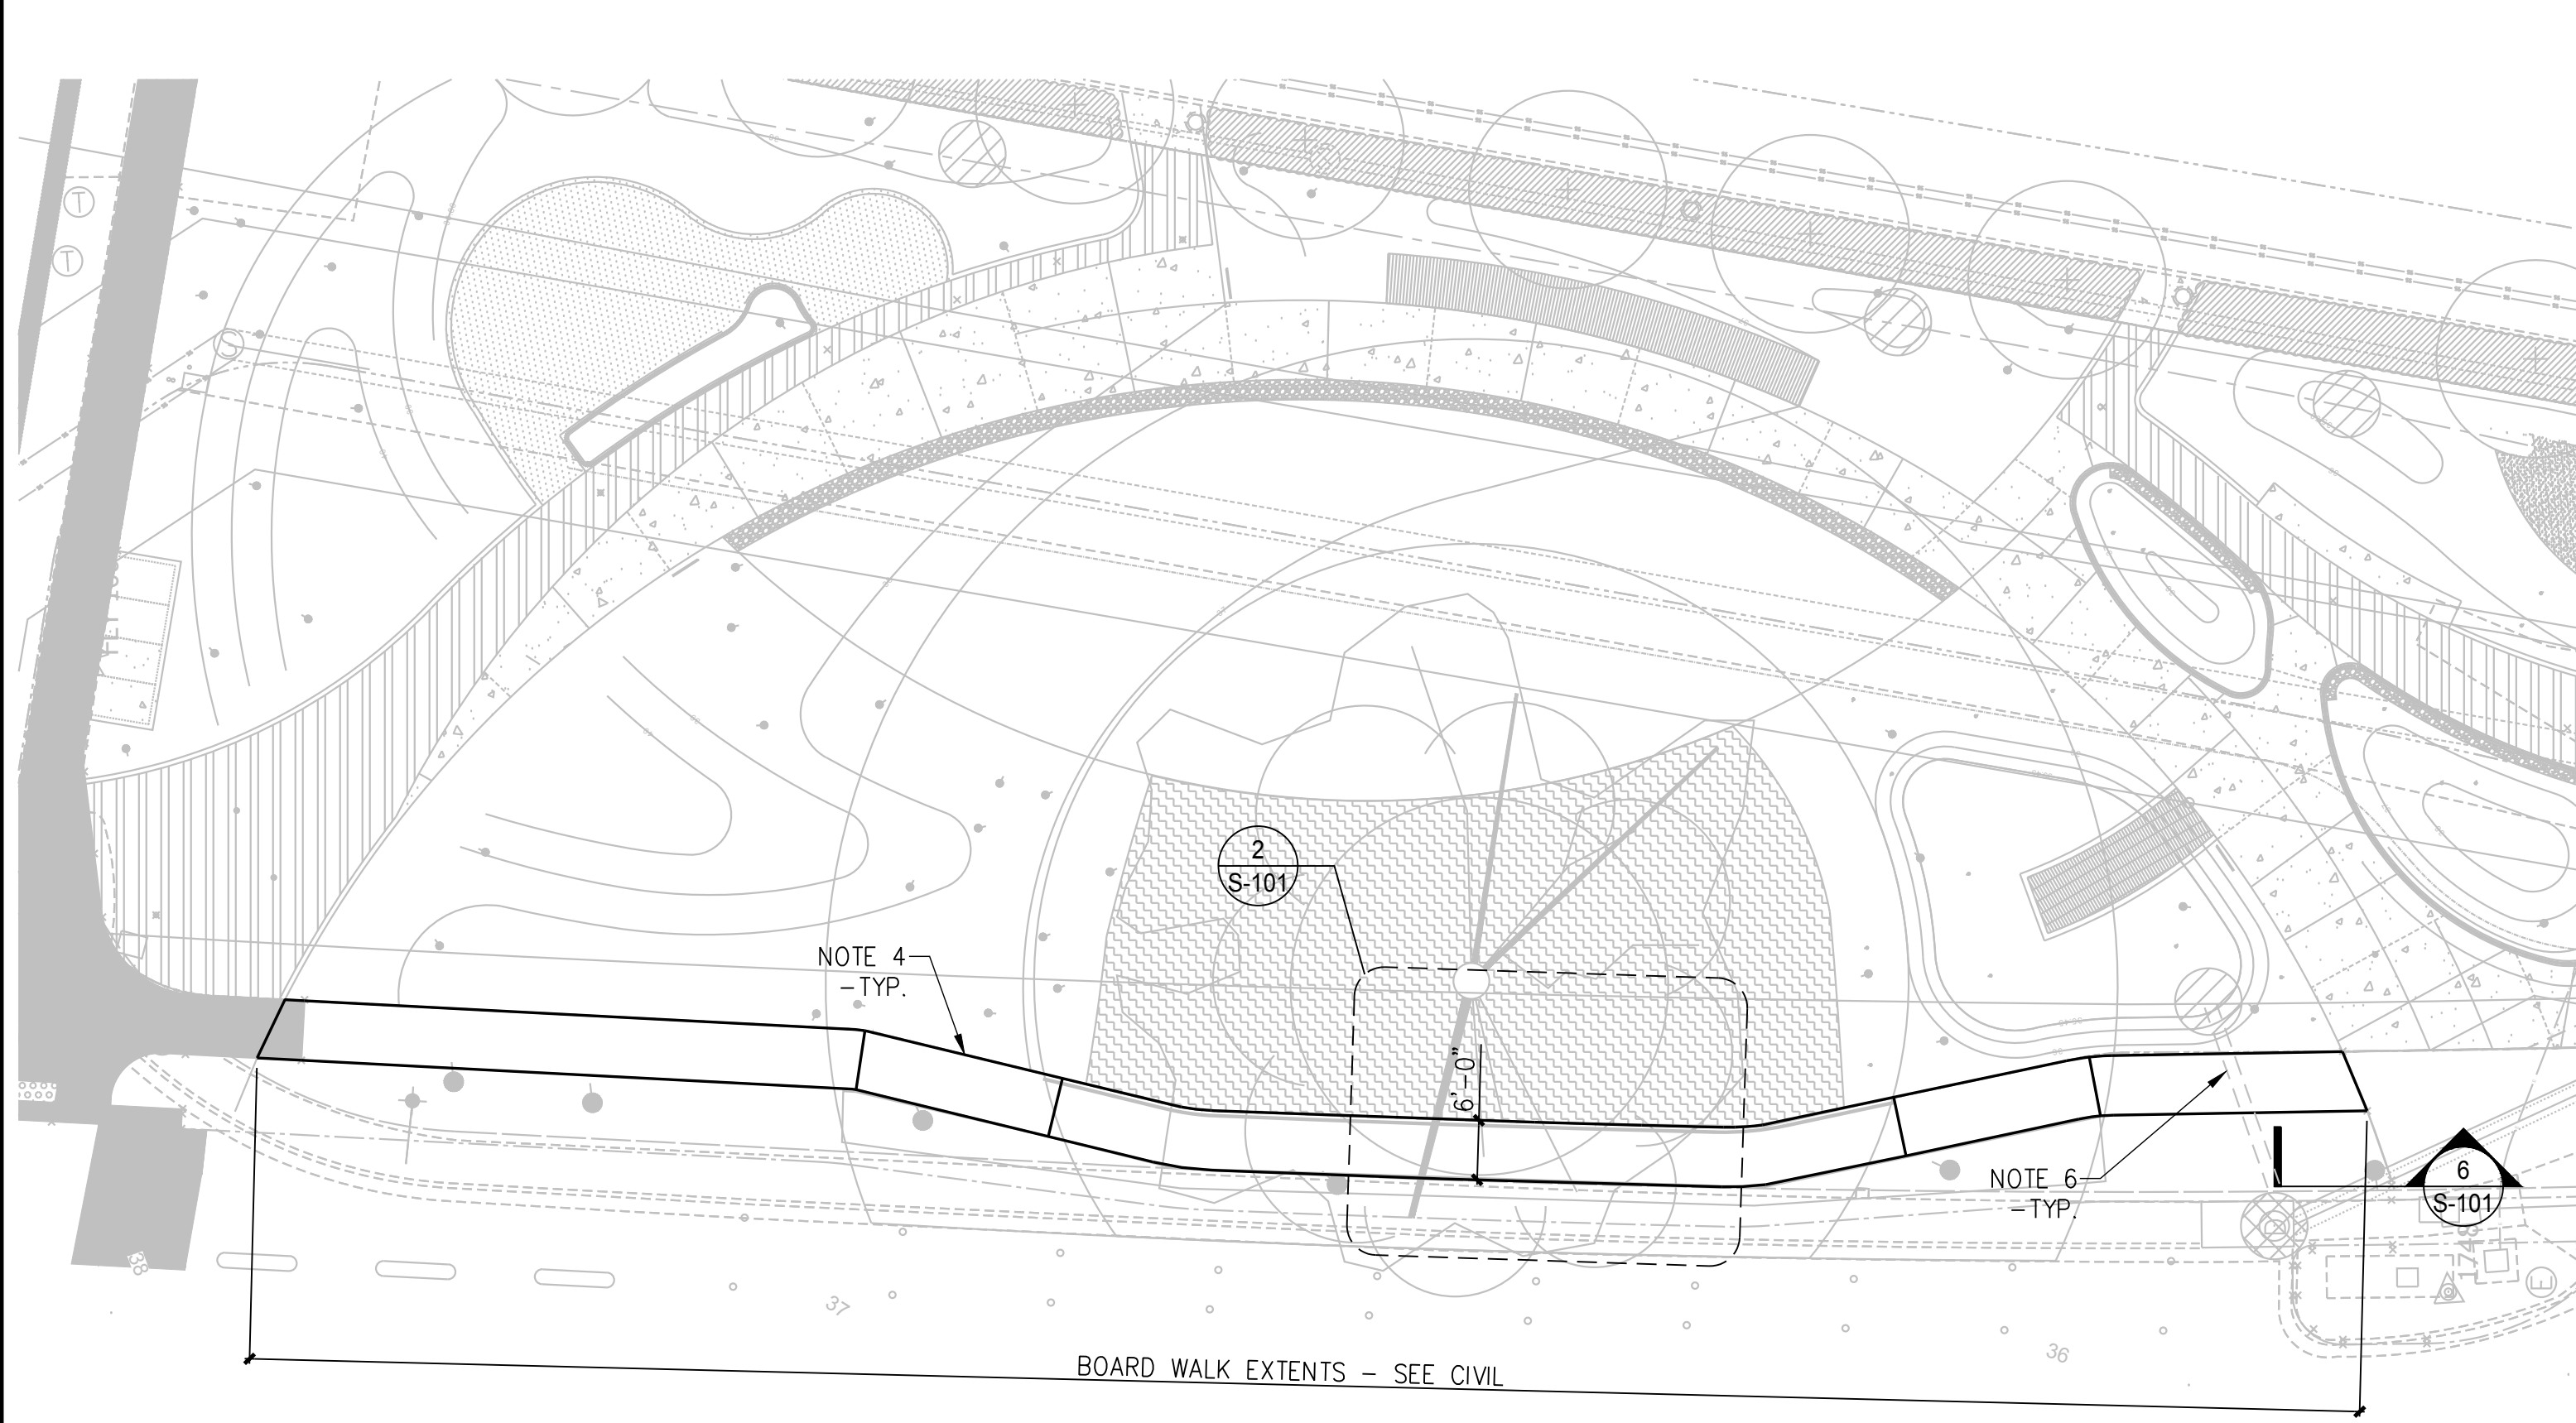 T
T
S
2
S-101
NOTE 4
-TYP.
6'-0"
NOTE 6
-TYP.
6
S-101
E
38
37
36
BOARD WALK EXTENTS - SEE CIVIL